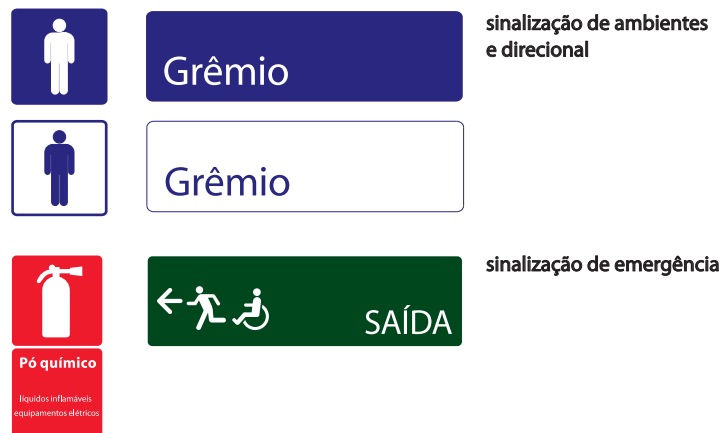 Grêmio
sinalização de ambientes
e direcional
Grêmio
sinalização de emergência
SAÍDA
Pó químico
líquidos inflamáveis
equipamentos elétricos